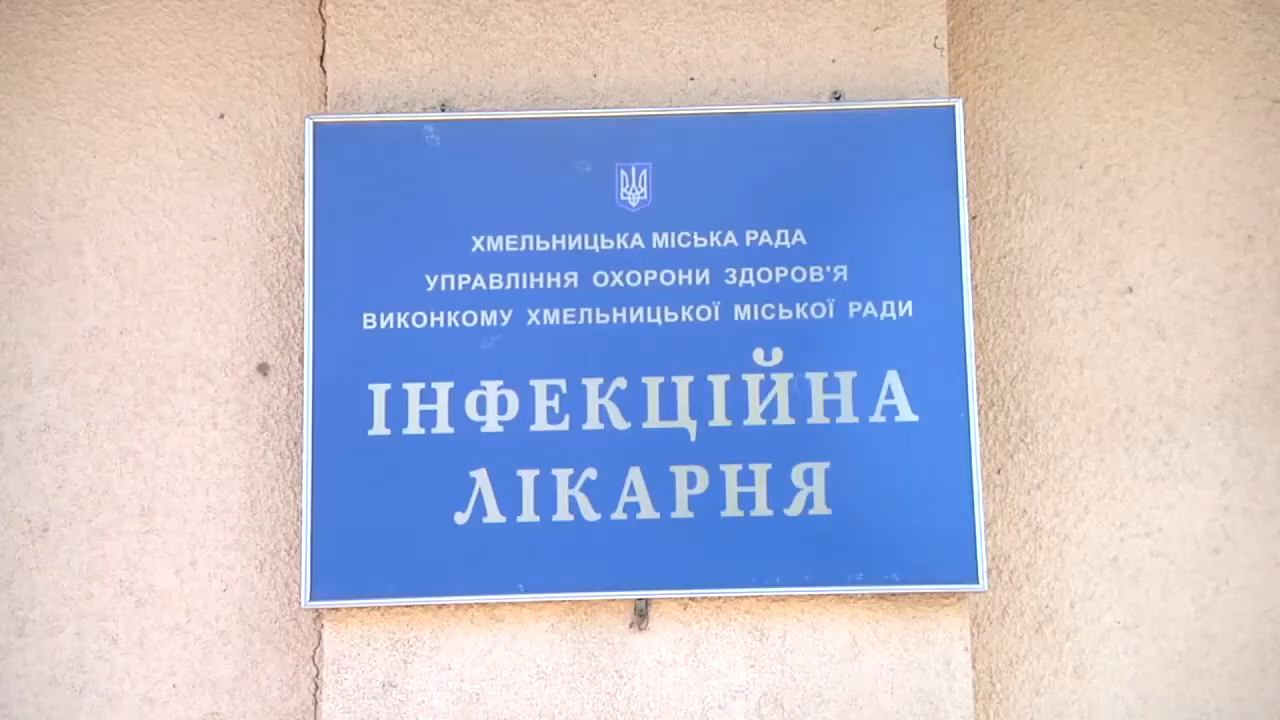 ХМЕЛЬНИЦЬКА МІСЬКА РАДА
УПРАВЛІННЯ ОХОРОНИ ЗДОРОВ'Я
ВИКОНКОМУ ХМЕЛЬНИЦЬКОЇ МІСЬКОЇ РАДИ
ІНФЕКЦІЙНА
ЛІКАРНЯ